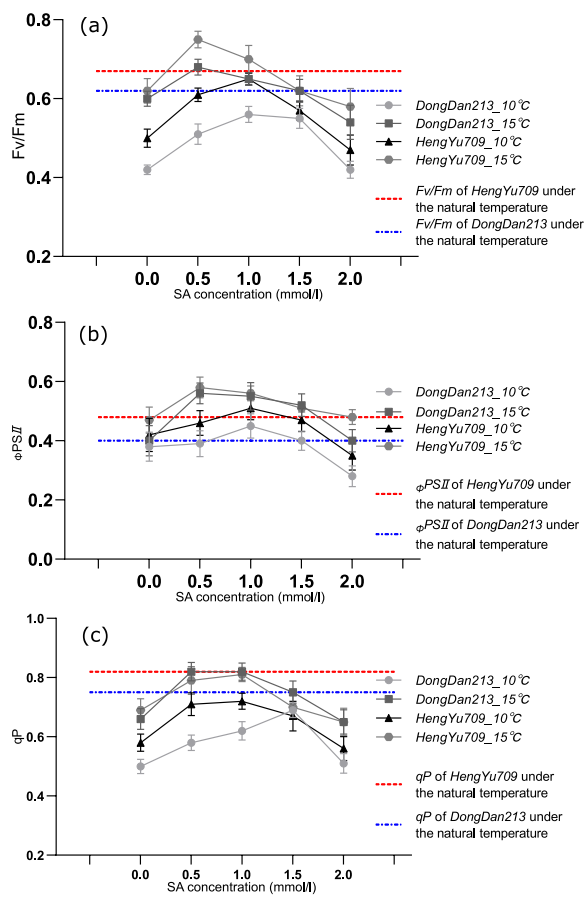 (a)
0.8
0.6
0.4
0.2
Fv/Fm
0.0 0.5 1.0 1.5 2.0
SA concentration (mmol/l)
DongDan213_10℃
DongDan213_15℃
HengYu709_10℃
HengYu709_15℃
Fv/Fm of HengYu709 under
the natural temperature
Fv/Fm of DongDan213 under
the natural temperature
(b)
0.8
0.6
0.4
0.2
0.0
ΦPSII
0.0 0.5 1.0 1.5 2.0
SA concentration (mmol/l)
DongDan213_10℃
DongDan213_15℃
HengYu709_10℃
HengYu709_15℃
ΦPSII of HengYu709 under
the natural temperature
ΦPSII of DongDan213 under
the natural temperature
(c)
1.0
0.8
0.6
0.4
0.2
qP
0.0 0.5 1.0 1.5 2.0
SA concentration (mmol/l)
DongDan213_10℃
DongDan213_15℃
HengYu709_10℃
HengYu709_15℃
qP of HengYu709 under
the natural temperature
qP of DongDan213 under
the natural temperature